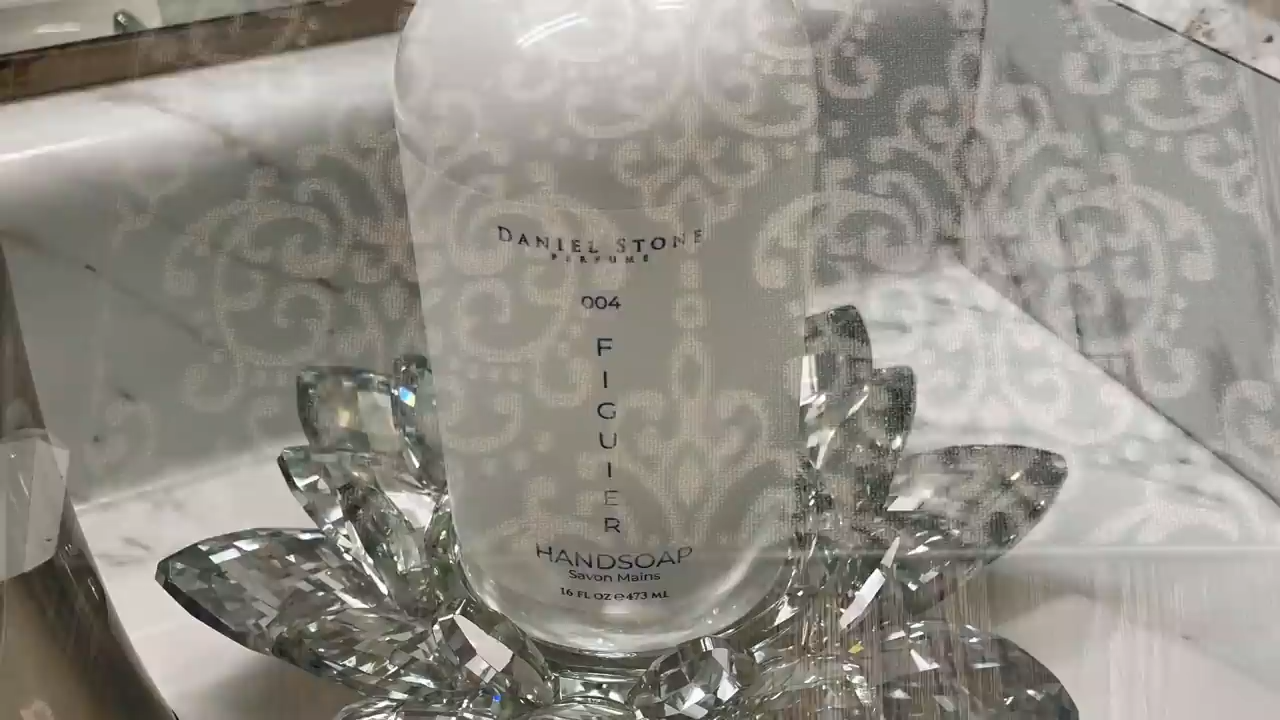 DANIEL STONE
PERFUME
004
FIGUIER
HANDSOAP
Savon Mains
16 FL OZ ℮ 473 ML